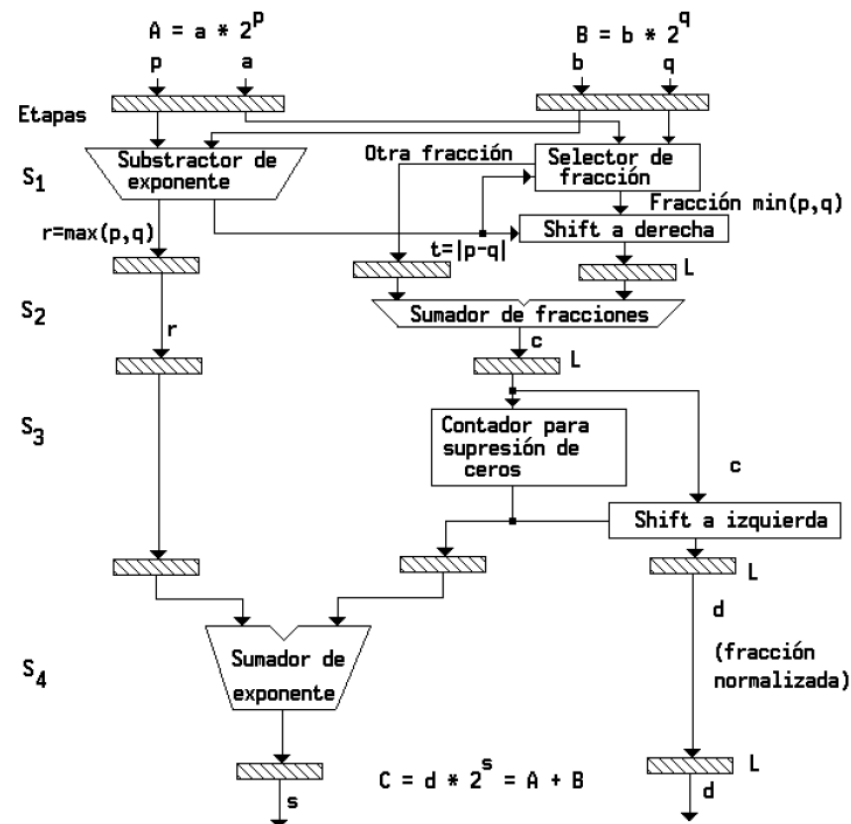 A = a * 2^p
B = b * 2^q
p
a
b
q
Etapas
S1
Substractor de
exponente
Otra fracción
Selector de
fracción
Fracción min(p,q)
r=max(p,q)
t=|p-q|
Shift a derecha
L
S2
Sumador de fracciones
r
c
L
S3
Contador para
supresión de
ceros
c
Shift a izquierda
L
d
S4
Sumador de
exponente
(fracción
normalizada)
C = d * 2^s = A + B
L
s
d